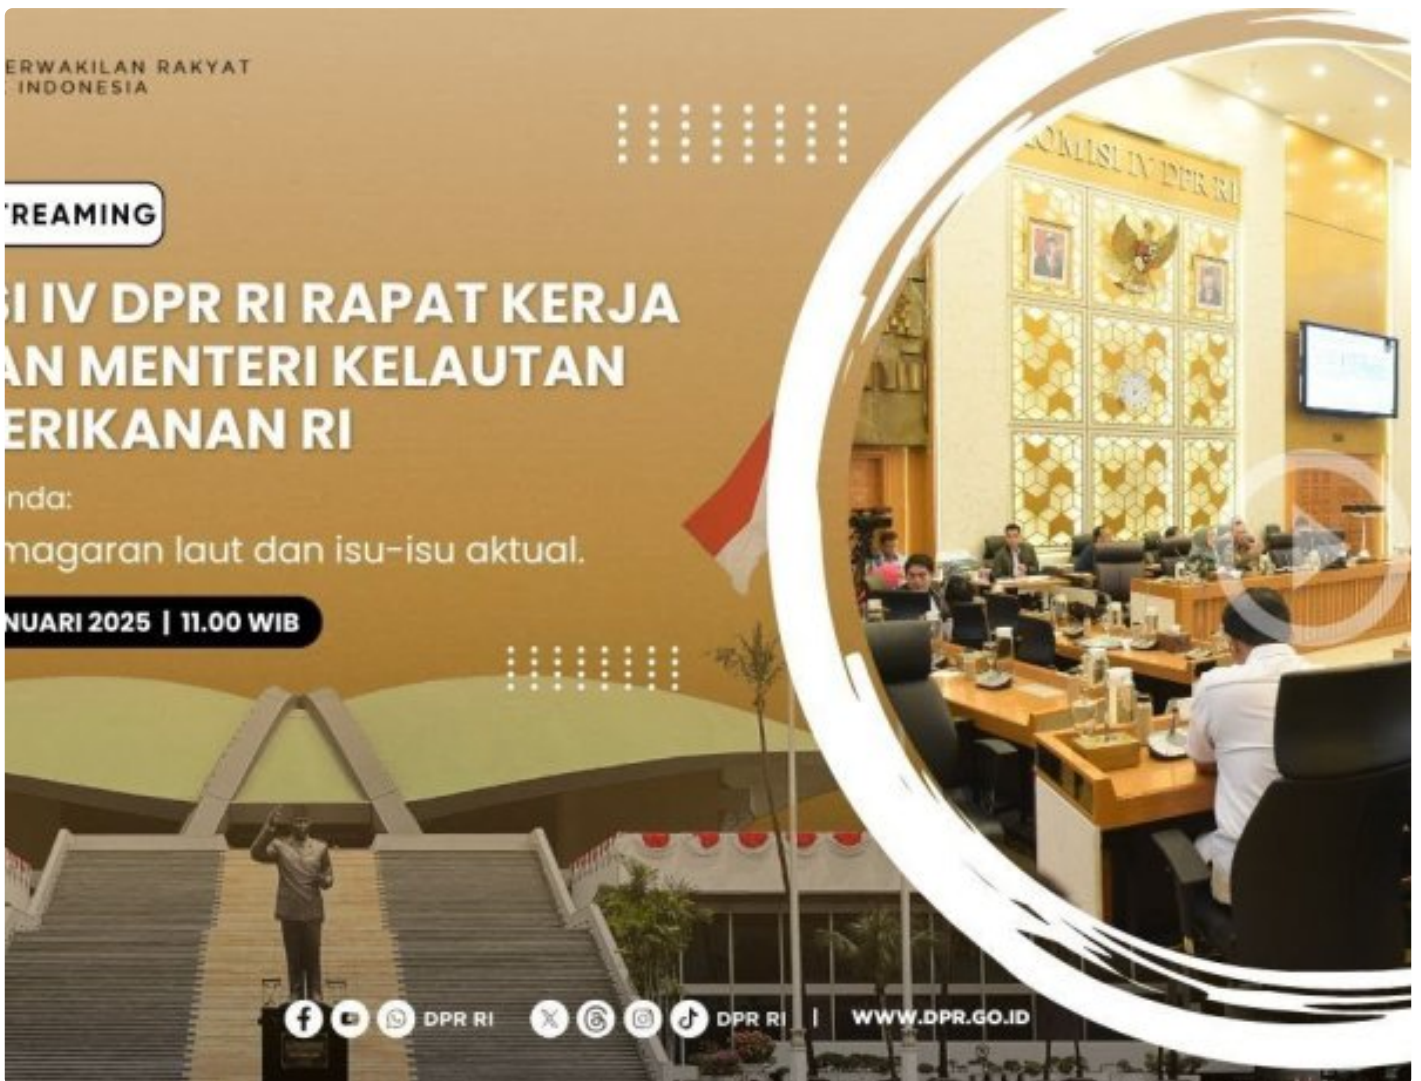 ERWAKILAN RAKYAT
INDONESIA
TREAMING
SI IV DPR RI RAPAT KERJA
AN MENTERI KELAUTAN
ERIKANAN RI
nda:
magaran laut dan isu-isu aktual.
NUARI 2025 | 11.00 WIB
KOMISI IV DPR RI
DPR RI
DPR RI | WWW.DPR.GO.ID